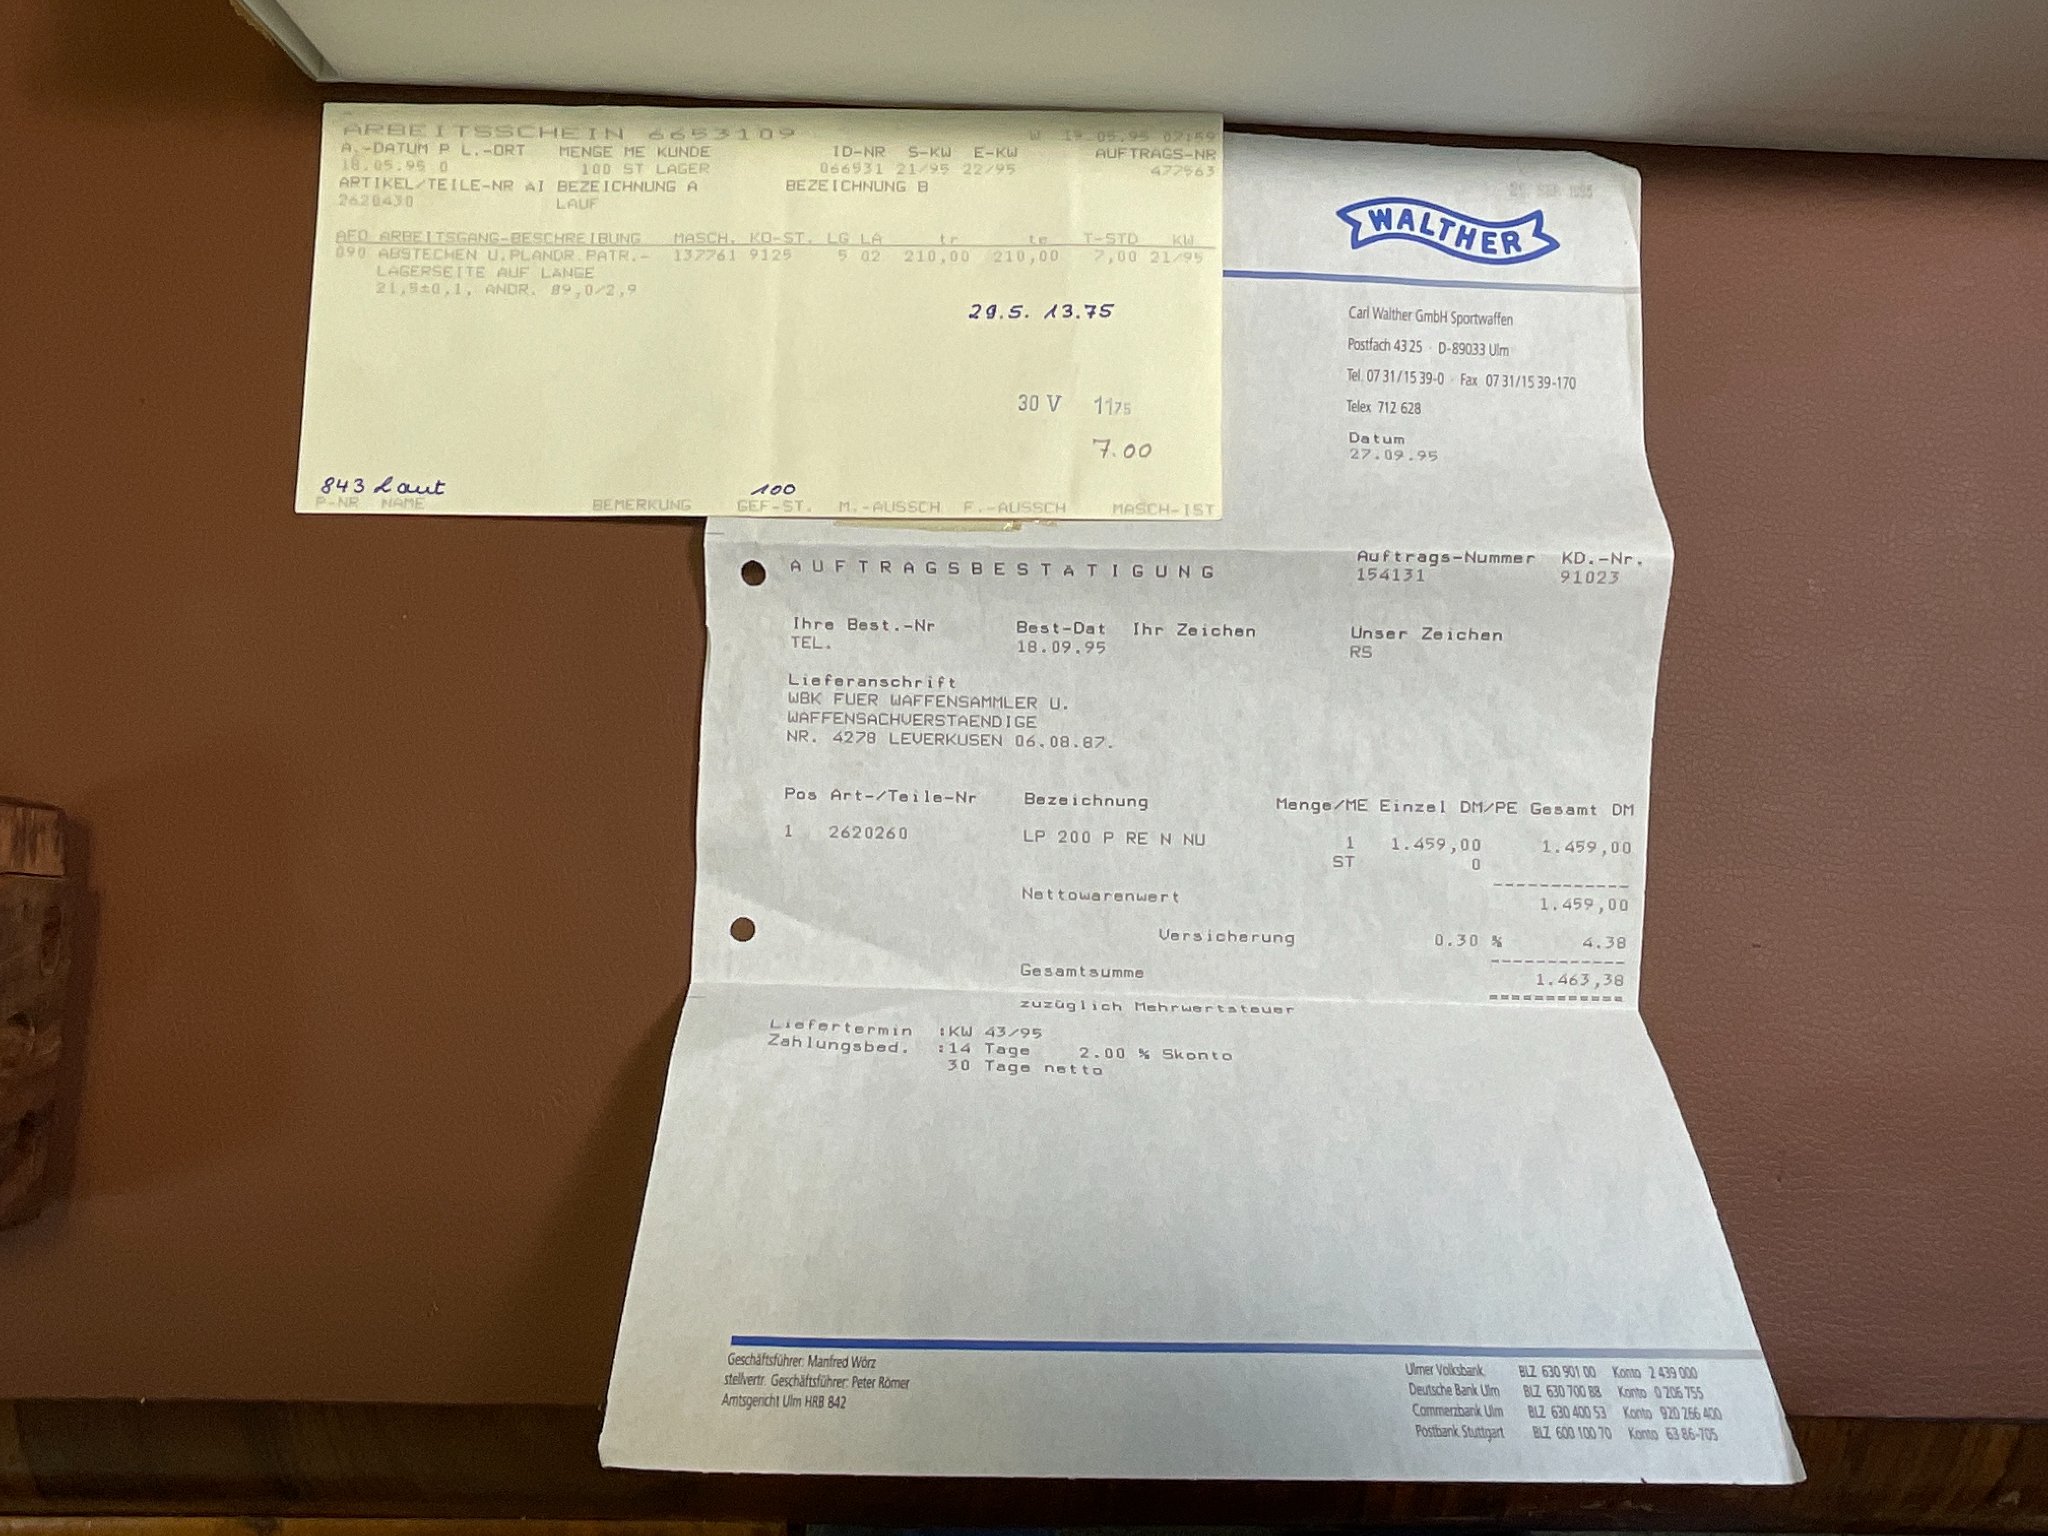 ARBEITSSCHEIN 6653109 W 19.05.95 07:59
A.-DATUM P L.-ORT MENGE ME KUNDE ID-NR S-KW E-KW AUFTRAGS-NR
18.05.95 0 100 ST LAGER 066531 21/95 22/95 477563
ARTIKEL/TEILE-NR AI BEZEICHNUNG A BEZEICHNUNG B
2620430 LAUF
AFO ARBEITSGANG-BESCHREIBUNG MASCH. KO-ST. LG LA tr te T-STD KW
090 ABSTECHEN U.PLANDR.PATR.- 137761 9125 5 02 210,00 210,00 7,00 21/95
LAGERSEITE AUF LANGE
21,5±0,1, ANDR. 89,0/2,9
29.5. 13.75
30 V 1175
7.00
843 Laut 100
P-NR NAME BEMERKUNG GEF-ST. M.-AUSSCH F.-AUSSCH MASCH-IST
WALTHER
Carl Walther GmbH Sportwaffen
Postfach 43 25 · D-89033 Ulm
Tel. 07 31/15 39-0 · Fax 07 31/15 39-170
Telex 712 628
Datum
27.09.95
AUFTRAGSBESTATIGUNG Auftrags-Nummer KD.-Nr.
154131 91023
Ihre Best.-Nr Best-Dat Ihr Zeichen Unser Zeichen
TEL. 18.09.95 RS
Lieferanschrift
WBK FUER WAFFENSAMMLER U.
WAFFENSACHVERSTAENDIGE
NR. 4278 LEVERKUSEN 06.08.87.
Pos Art-/Teile-Nr Bezeichnung Menge/ME Einzel DM/PE Gesamt DM
1 2620260 LP 200 P RE N NU 1 1.459,00 1.459,00
ST 0
Nettowarenwert 1.459,00
Versicherung 0.30 % 4.38
Gesamtsumme 1.463,38
zuzüglich Mehrwertsteuer
Liefertermin :KW 43/95
Zahlungsbed. :14 Tage 2.00 % Skonto
30 Tage netto
Geschäftsführer: Manfred Wörz
stellvertr. Geschäftsführer: Peter Römer
Amtsgericht Ulm HRB 842
Ulmer Volksbank BLZ 630 901 00 Konto 2 439 000
Deutsche Bank Ulm BLZ 630 700 88 Konto 0 206 755
Commerzbank Ulm BLZ 630 400 53 Konto 920 266 400
Postbank Stuttgart BLZ 600 100 70 Konto 63 86-705